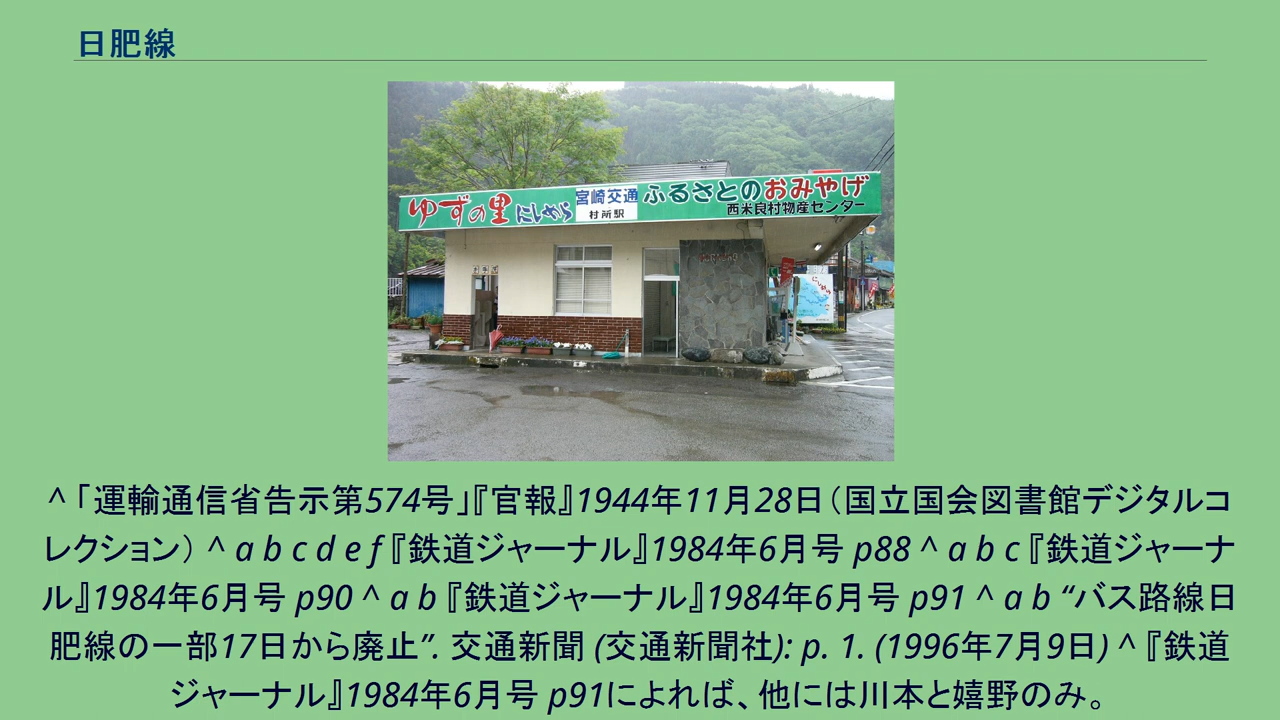 日肥線
ゆずの里 にしめら 宮崎交通 ふるさとのおみやげ
村所駅 西米良村物産センター
^ 「運輸通信省告示第574号」『官報』1944年11月28日（国立国会図書館デジタルコ
レクション） ^ a b c d e f 『鉄道ジャーナル』1984年6月号 p88 ^ a b c 『鉄道ジャーナ
ル』1984年6月号 p90 ^ a b 『鉄道ジャーナル』1984年6月号 p91 ^ a b “バス路線日
肥線の一部17日から廃止”. 交通新聞 (交通新聞社): p. 1. (1996年7月9日) ^ 『鉄道
ジャーナル』1984年6月号 p91によれば、他には川本と嬉野のみ。